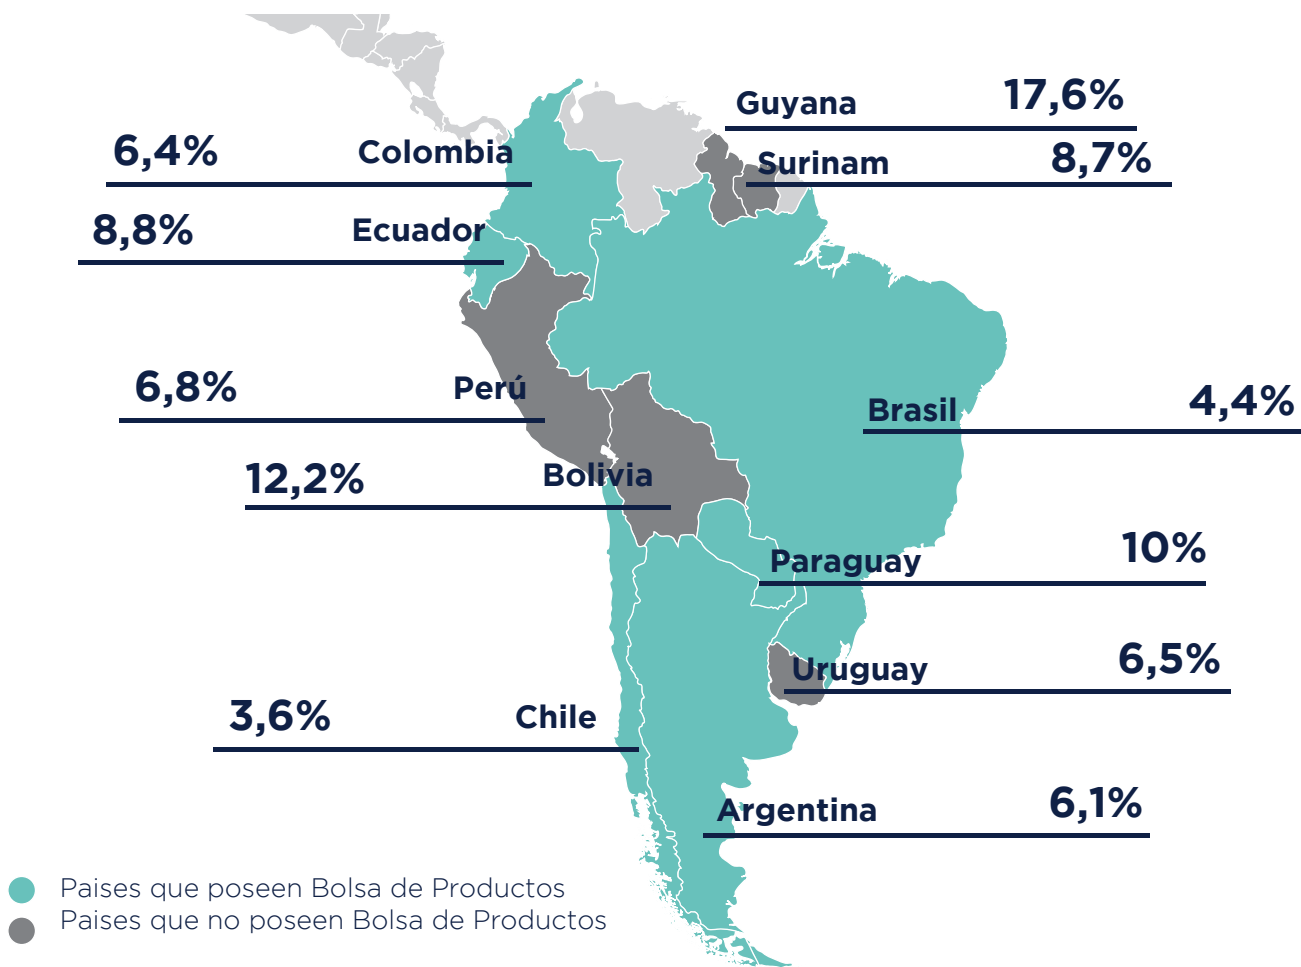 Guyana 17,6%
Colombia 6,4%
Surinam 8,7%
Ecuador 8,8%
Perú 6,8%
Brasil 4,4%
Bolivia 12,2%
Paraguay 10%
Uruguay 6,5%
Chile 3,6%
Argentina 6,1%
Paises que poseen Bolsa de Productos
Paises que no poseen Bolsa de Productos